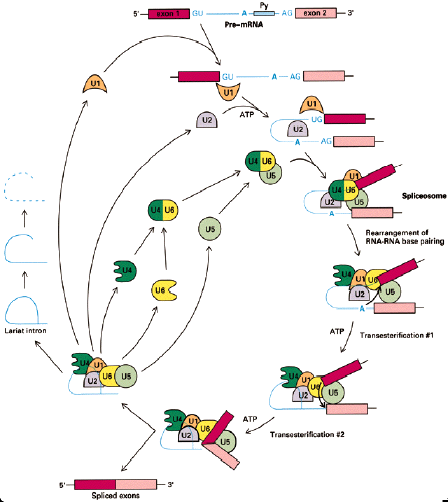 5' exon 1 GU A Py AG exon 2 3'
Pre-mRNA
U1
GU A AG
U1
U2
ATP
U1
UG
U2
A AG
U4 U6
U5
U1
U4 U6
U2 U5
A
Spliceosome
Rearrangement of
RNA-RNA base pairing
U4 U6
U5
U4
U6
U4
U1 U6
U2 U5
A
ATP
Transesterification #1
Lariat intron
U4
U1
U2 U6 U5
U4
U1
U6
U2 U5
ATP
Transesterification #2
U4
U1
U6
U2 U5
5' 3'
Spliced exons